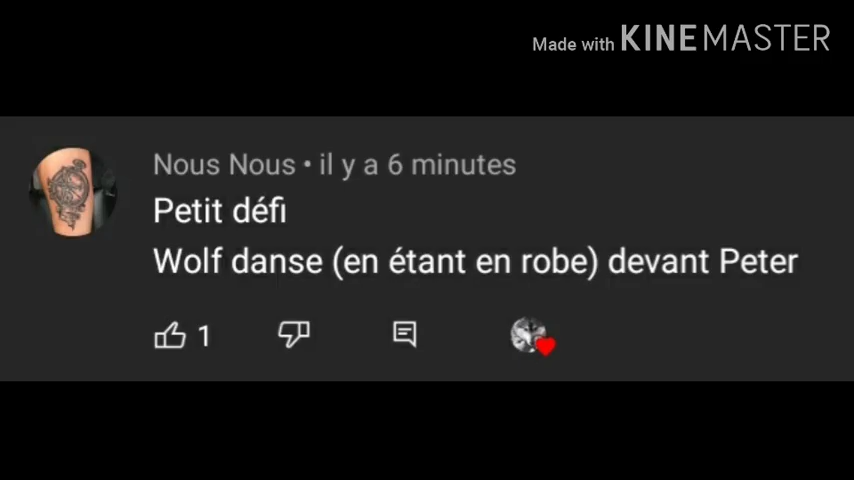 Made with KINEMASTER
Nous Nous • il y a 6 minutes
Petit défi
Wolf danse (en étant en robe) devant Peter
1